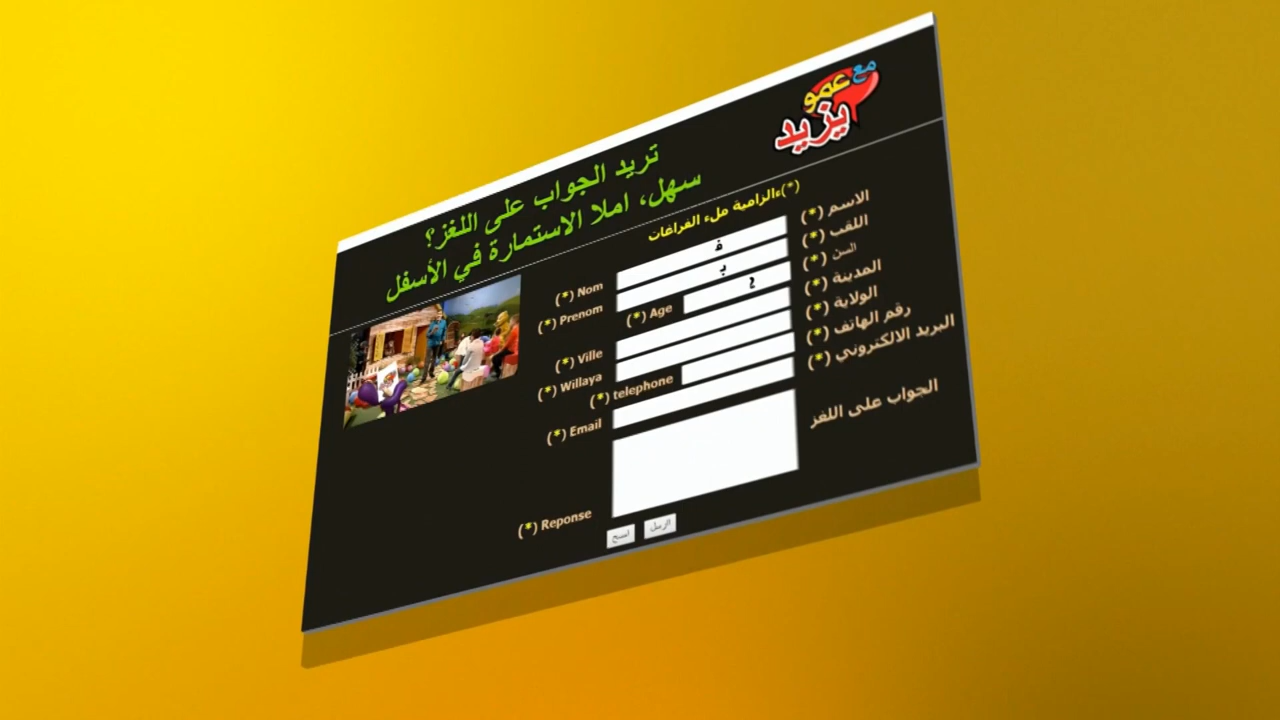 مع عمو
يزيد
تريد الجواب على اللغز؟
سهل، املا الاستمارة في الأسفل
(*)ءالزامية ملء الفراغات
الاسم (*)
Nom (*)
ف
اللقب (*)
Prenom (*)
ب
السن (*)
Age (*)
المدينة (*)
Ville (*)
الولاية (*)
Willaya (*)
رقم الهاتف (*)
telephone (*)
البريد الالكتروني (*)
Email (*)
الجواب على اللغز
Reponse (*)
امسح
ارسل